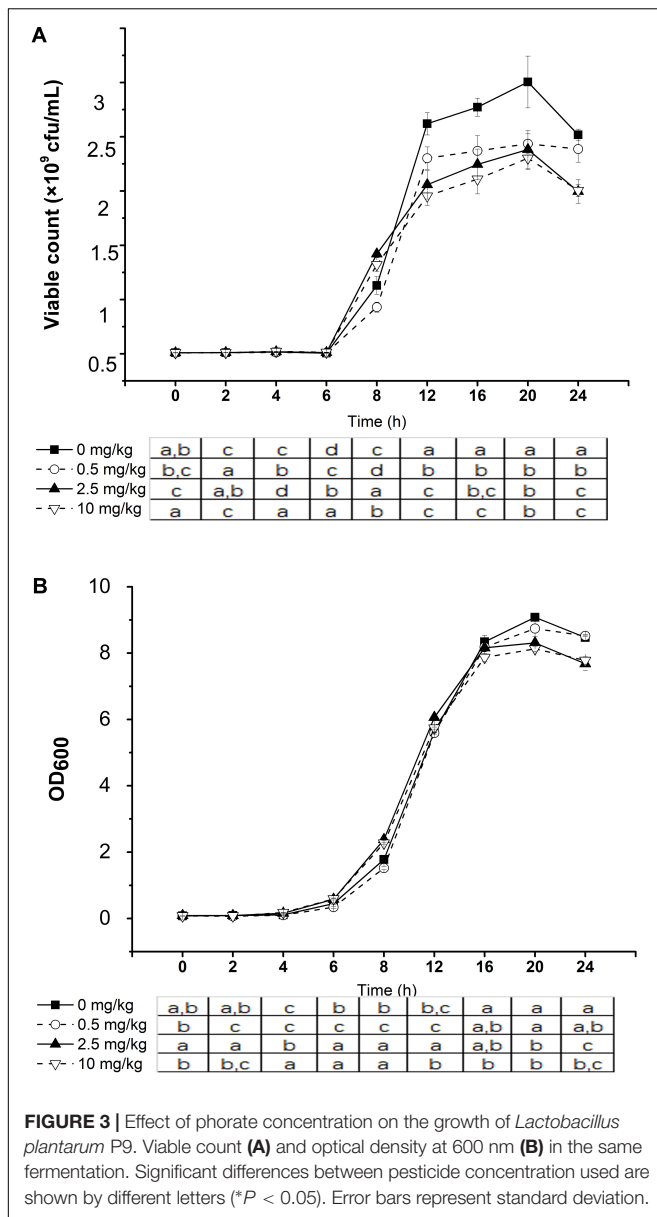 A
Viable count (×10⁹ cfu/mL)
3
2.5
2
1.5
1
0.5
0 2 4 6 8 12 16 20 24
Time (h)
0 mg/kg a,b c c d c a a a a
0.5 mg/kg b,c a b c d b b b b
2.5 mg/kg c a,b d b a c b,c b c
10 mg/kg a c a a b c c b c
B
OD600
10
8
6
4
2
0
0 2 4 6 8 12 16 20 24
Time (h)
0 mg/kg a,b a,b c b b b,c a a a
0.5 mg/kg b c c c c c a,b a a,b
2.5 mg/kg a a b a a a a,b b c
10 mg/kg b b,c a a a b b b b,c
FIGURE 3 | Effect of phorate concentration on the growth of Lactobacillus
plantarum P9. Viable count (A) and optical density at 600 nm (B) in the same
fermentation. Significant differences between pesticide concentration used are
shown by different letters (*P < 0.05). Error bars represent standard deviation.